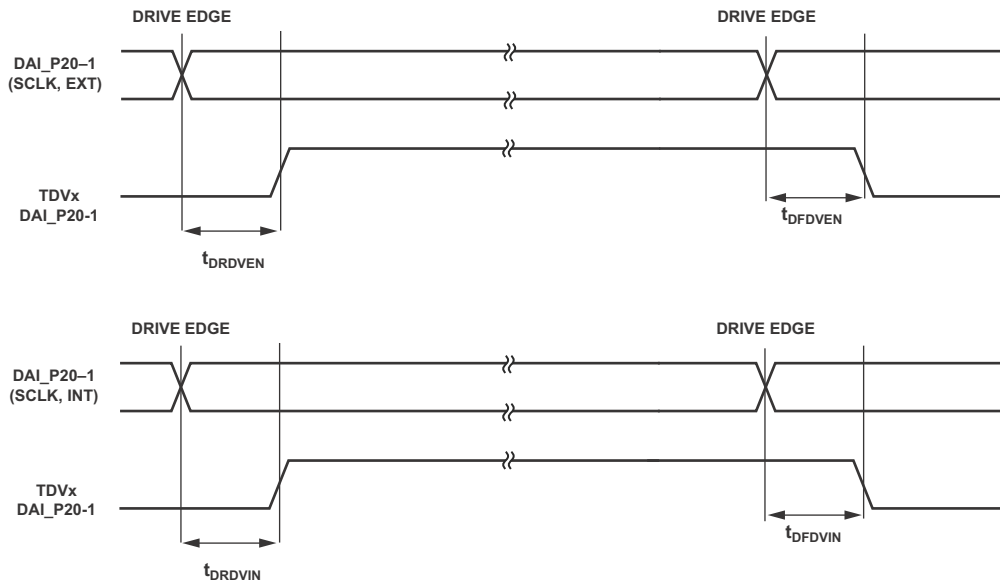 DRIVE EDGE DRIVE EDGE
DAI_P20–1
(SCLK, EXT)
TDVx
DAI_P20-1
tDFDVEN
tDRDVEN
DRIVE EDGE DRIVE EDGE
DAI_P20–1
(SCLK, INT)
TDVx
DAI_P20-1
tDFDVIN
tDRDVIN